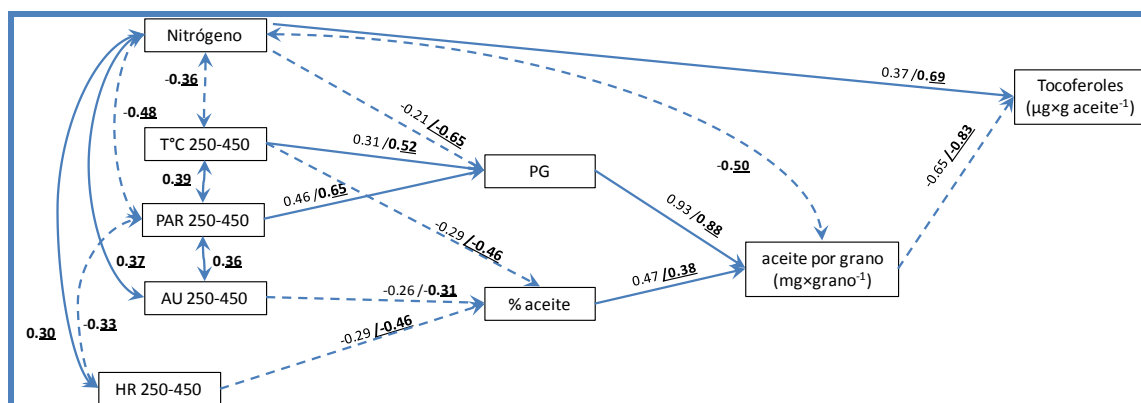 Nitrógeno
0.37 /0.69
Tocoferoles
(µg×g aceite⁻¹)
-0.36
-0.21 /-0.65
-0.48
T°C 250-450
0.31/0.52
-0.65 /-0.83
PG
-0.50
0.39
0.46 /0.65
PAR 250-450
0.93 /0.88
-0.29 /-0.46
aceite por grano
(mg×grano⁻¹)
0.37
0.36
0.47 /0.38
AU 250-450
-0.26 /-0.31
% aceite
0.30
-0.33
-0.29 /-0.46
HR 250-450